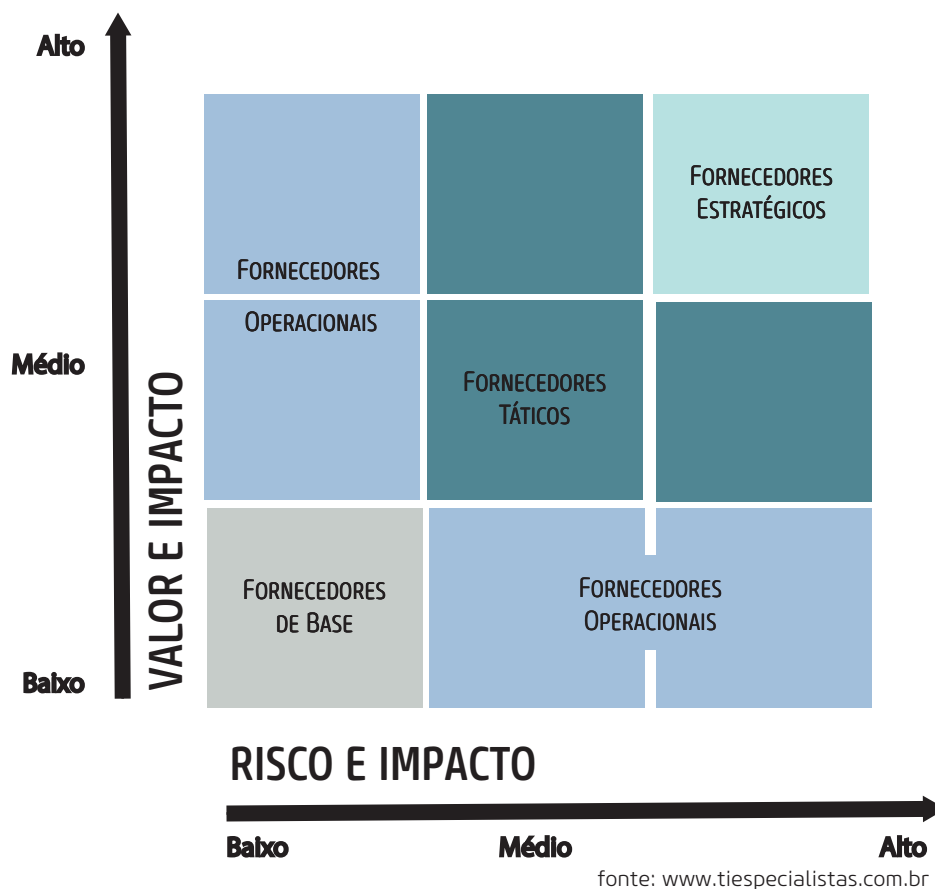 Alto
Fornecedores
Estratégicos
Fornecedores
Operacionais
Médio
Fornecedores
Táticos
VALOR E IMPACTO
Fornecedores
de Base
Fornecedores
Operacionais
Baixo
RISCO E IMPACTO
Baixo
Médio
Alto
fonte: www.tiespecialistas.com.br